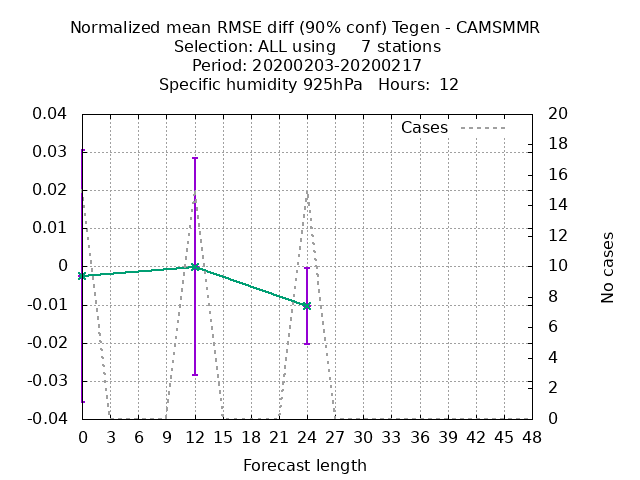 Normalized mean RMSE diff (90% conf) Tegen - CAMSMMR
Selection: ALL using     7 stations
Period: 20200203-20200217
Specific humidity 925hPa   Hours:  12
Cases
0.04
0.03
0.02
0.01
0
-0.01
-0.02
-0.03
-0.04
20
18
16
14
12
10
8
6
4
2
0
No cases
0 3 6 9 12 15 18 21 24 27 30 33 36 39 42 45 48
Forecast length